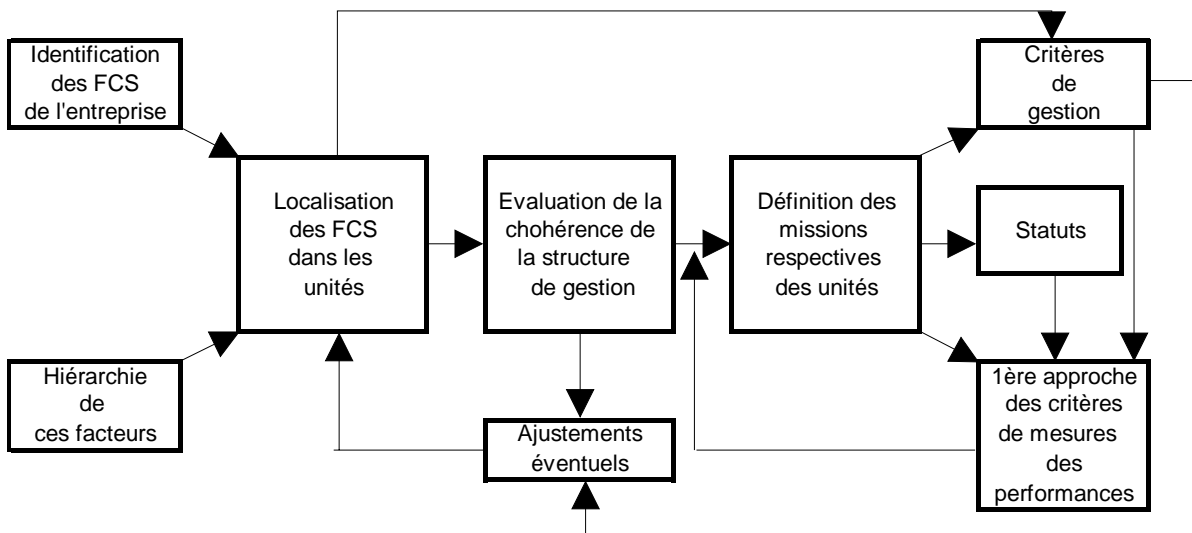 Identification
des FCS
de l'entreprise
Critères
de
gestion
Localisation
des FCS
dans les
unités
Evaluation de la
chohérence de
la structure
de gestion
Définition des
missions
respectives
des unités
Statuts
Hiérarchie
de
ces facteurs
Ajustements
éventuels
1ère approche
des critères
de mesures
des
performances